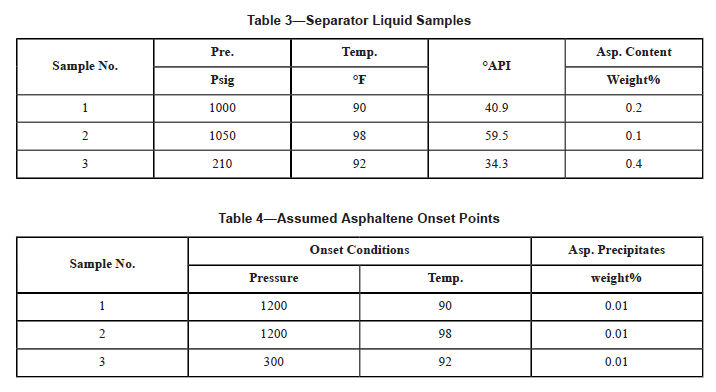 Table 3—Separator Liquid Samples
Sample No. Pre. Temp. °API Asp. Content
Psig °F Weight%
1 1000 90 40.9 0.2
2 1050 98 59.5 0.1
3 210 92 34.3 0.4
Table 4—Assumed Asphaltene Onset Points
Sample No. Onset Conditions Asp. Precipitates
Pressure Temp. weight%
1 1200 90 0.01
2 1200 98 0.01
3 300 92 0.01